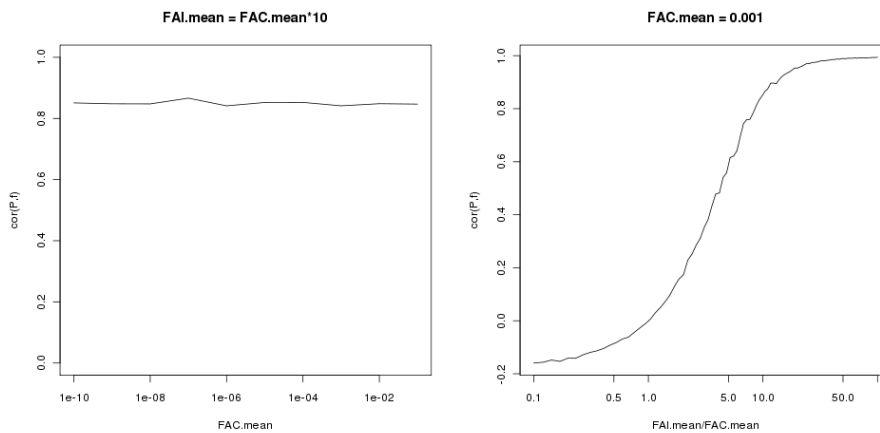 FAI.mean = FAC.mean*10
cor(P,f)
1.0
0.8
0.6
0.4
0.2
0.0
1e-10
1e-08
1e-06
1e-04
1e-02
FAC.mean
FAC.mean = 0.001
cor(P,f)
1.0
0.8
0.6
0.4
0.2
0.0
-0.2
0.1
0.5
1.0
5.0
10.0
50.0
FAI.mean/FAC.mean